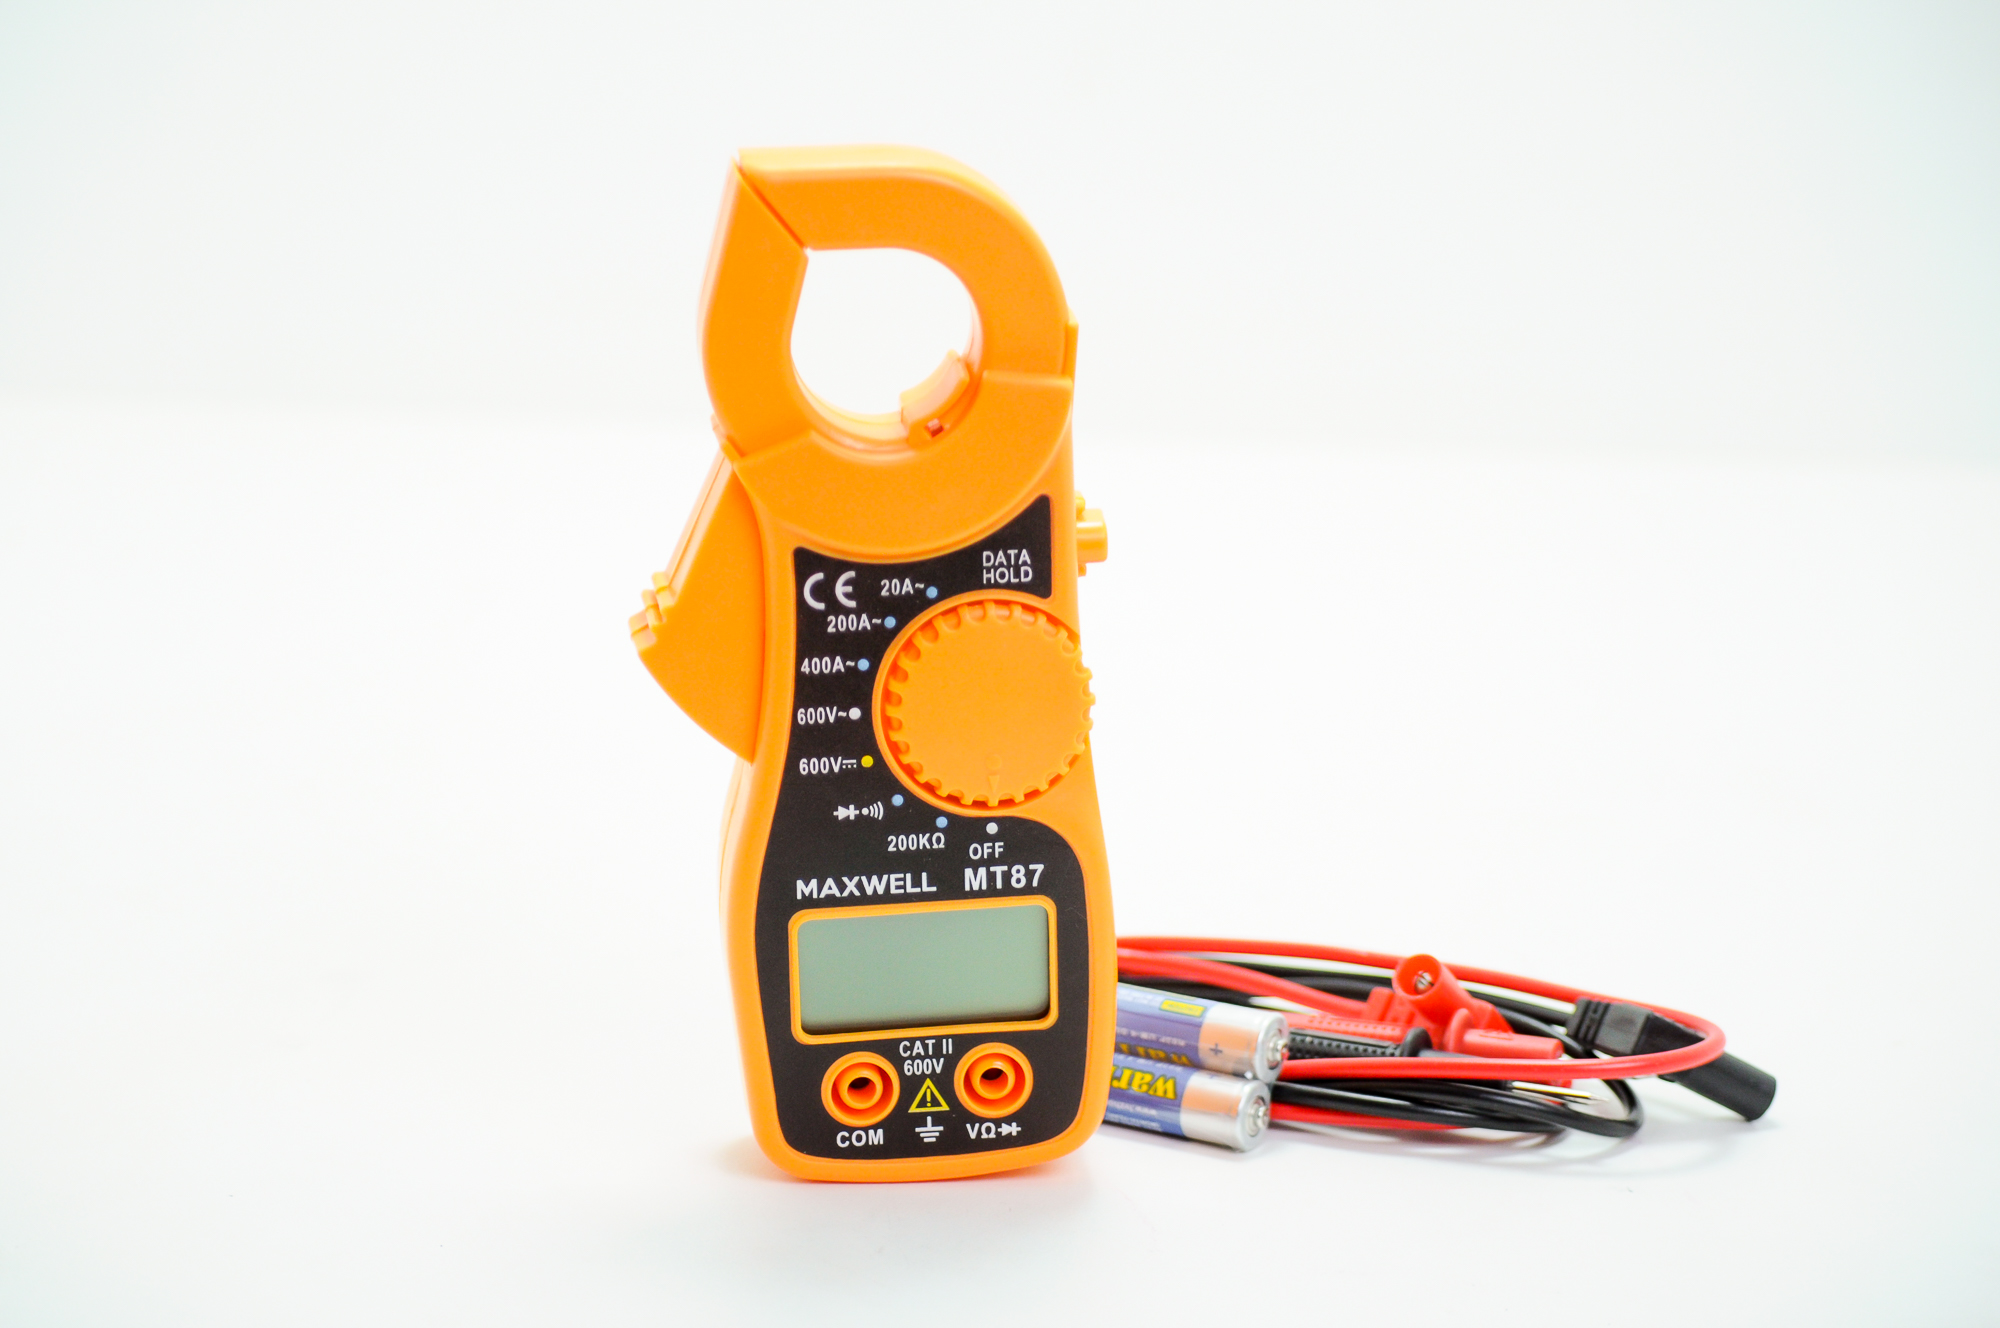 DATA
HOLD
CE
20A~
200A~
400A~
600V~
600V⎓
200KΩ
OFF
MAXWELL MT87
CAT II
600V
COM
VΩ